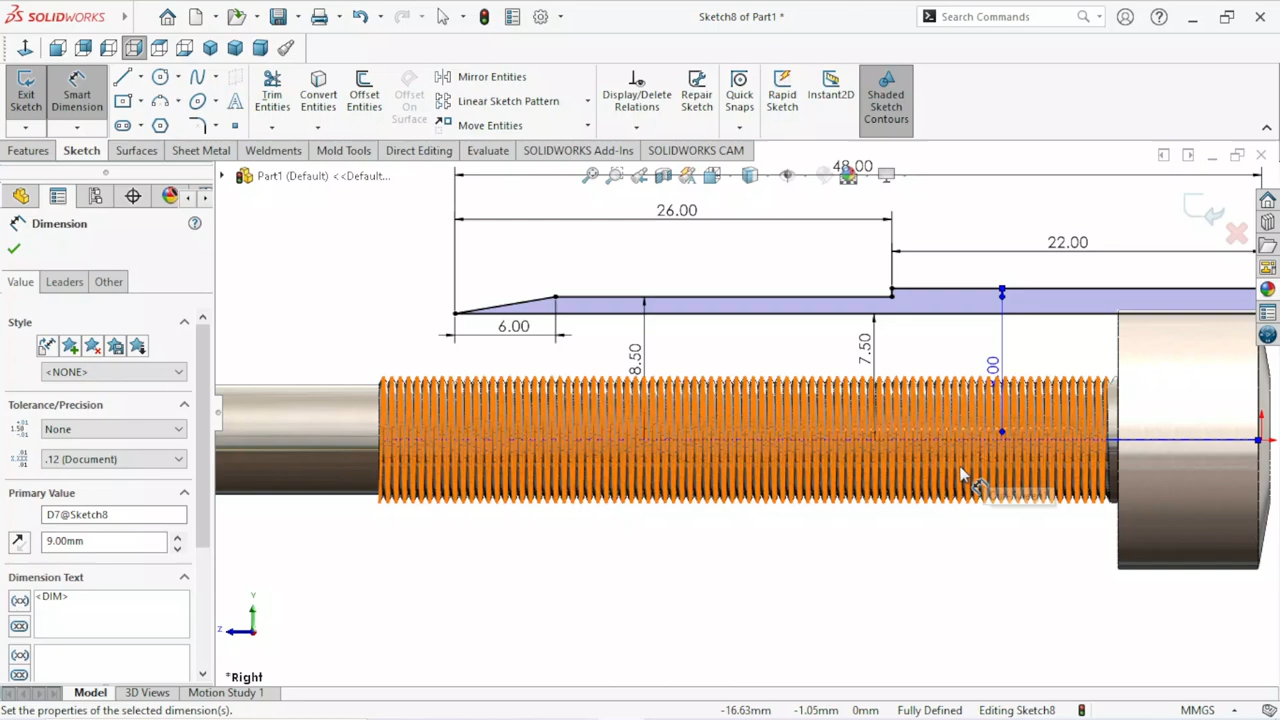 SOLIDWORKS
Sketch8 of Part1 *
Search Commands
Exit Sketch
Smart Dimension
Trim Entities
Convert Entities
Offset Entities
Offset On Surface
Mirror Entities
Linear Sketch Pattern
Move Entities
Display/Delete Relations
Repair Sketch
Quick Snaps
Rapid Sketch
Instant2D
Shaded Sketch Contours
Features
Sketch
Surfaces
Sheet Metal
Weldments
Mold Tools
Direct Editing
Evaluate
SOLIDWORKS Add-Ins
SOLIDWORKS CAM
Part1 (Default) <<Default...
48.00
26.00
22.00
6.00
8.50
7.50
.00
Dimension
Value
Leaders
Other
Style
<NONE>
Tolerance/Precision
None
.12 (Document)
Primary Value
D7@Sketch8
9.00mm
Dimension Text
<DIM>
Y
Z
*Right
Model
3D Views
Motion Study 1
Set the properties of the selected dimension(s).
-16.63mm
-1.05mm
0mm
Fully Defined
Editing Sketch8
MMGS